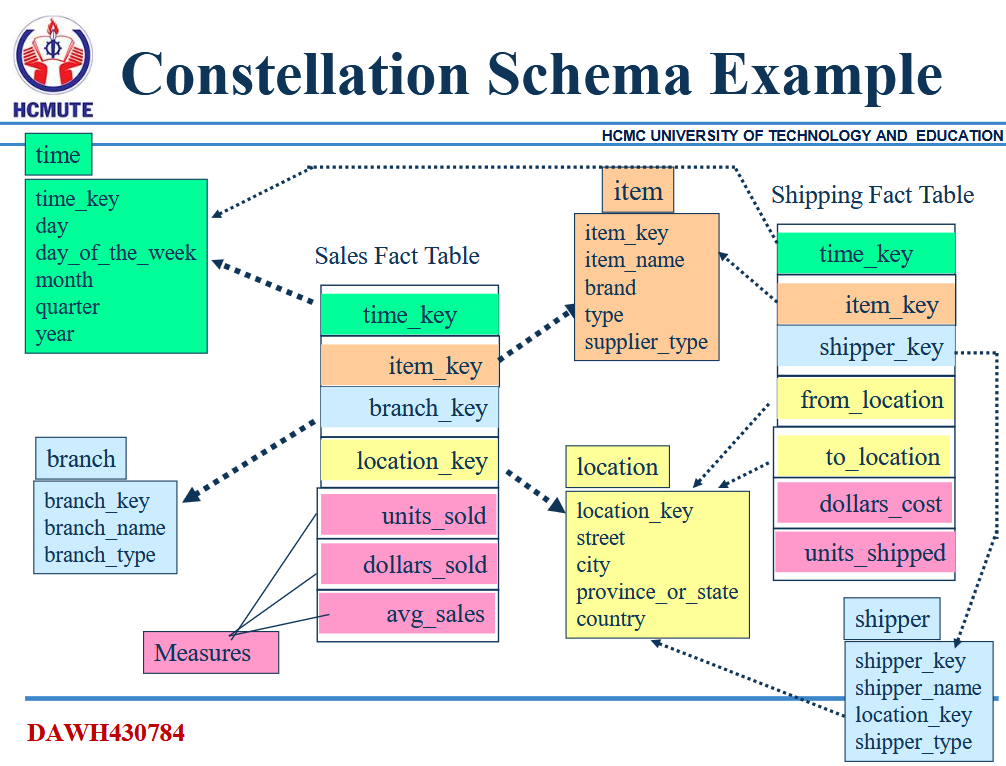 HCMUTE
Constellation Schema Example
HCMC UNIVERSITY OF TECHNOLOGY AND EDUCATION
time
time_key
day
day_of_the_week
month
quarter
year
Sales Fact Table
time_key
item_key
branch_key
location_key
units_sold
dollars_sold
avg_sales
Measures
branch
branch_key
branch_name
branch_type
item
item_key
item_name
brand
type
supplier_type
location
location_key
street
city
province_or_state
country
Shipping Fact Table
time_key
item_key
shipper_key
from_location
to_location
dollars_cost
units_shipped
shipper
shipper_key
shipper_name
location_key
shipper_type
DAWH430784